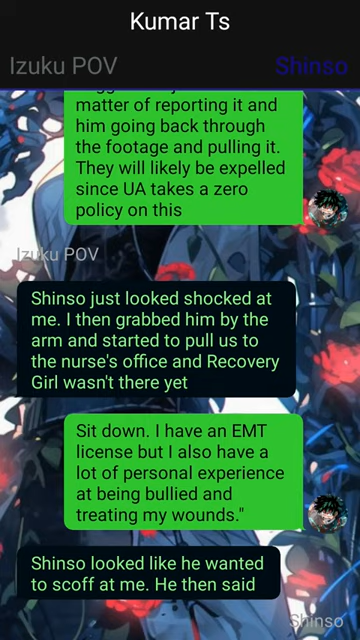 Kumar Ts
Izuku POV
Shinso
matter of reporting it and
him going back through
the footage and pulling it.
They will likely be expelled
since UA takes a zero
policy on this
Izuku POV
Shinso just looked shocked at
me. I then grabbed him by the
arm and started to pull us to
the nurse's office and Recovery
Girl wasn't there yet
Sit down. I have an EMT
license but I also have a
lot of personal experience
at being bullied and
treating my wounds."
Shinso looked like he wanted
to scoff at me. He then said
Shinso